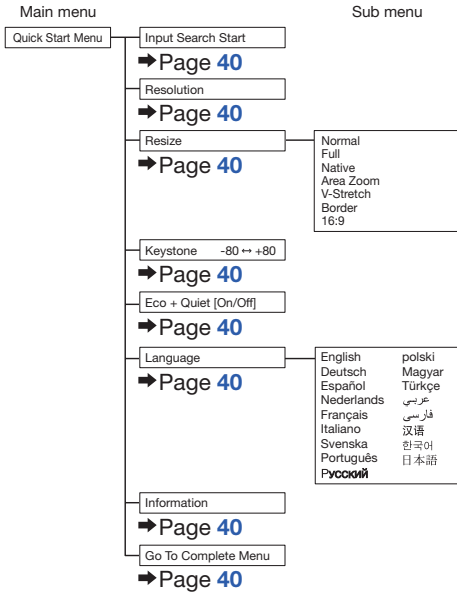 Main menu
Sub menu
Quick Start Menu
Input Search Start
➡Page 40
Resolution
➡Page 40
Resize
➡Page 40
Normal
Full
Native
Area Zoom
V-Stretch
Border
16:9
Keystone -80 ↔ +80
➡Page 40
Eco + Quiet [On/Off]
➡Page 40
Language
➡Page 40
English polski
Deutsch Magyar
Español Türkçe
Nederlands عربي
Français فارسی
Italiano 汉语
Svenska 한국어
Português 日本語
Русский
Information
➡Page 40
Go To Complete Menu
➡Page 40